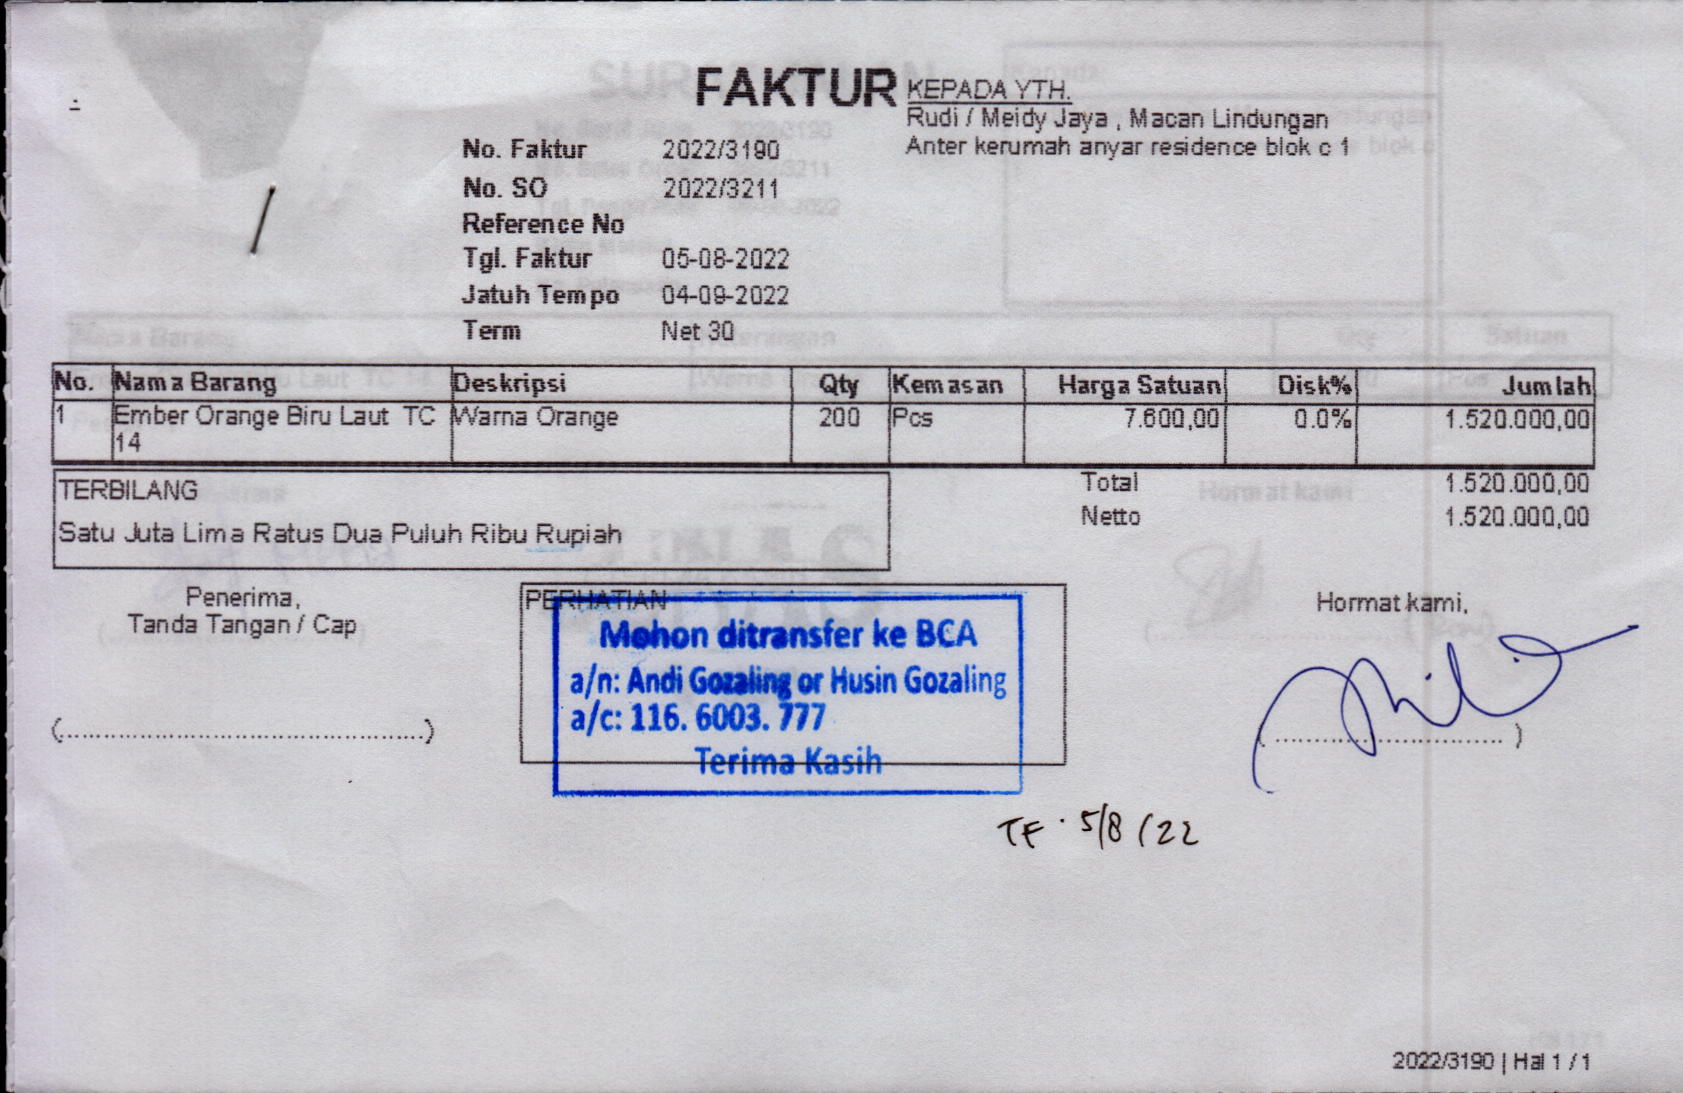 FAKTUR
KEPADA YTH.
Rudi / Meidy Jaya , Macan Lindungan
Anter kerumah anyar residence blok c 1
No. Faktur 2022/3190
No. SO 2022/3211
Reference No
Tgl. Faktur 05-08-2022
Jatuh Tempo 04-09-2022
Term Net 30
No. Nama Barang Deskripsi Qty Kemasan Harga Satuan Disk% Jumlah
1 Ember Orange Biru Laut TC Warna Orange 200 Pcs 7.600,00 0.0% 1.520.000,00
14
TERBILANG
Satu Juta Lima Ratus Dua Puluh Ribu Rupiah
Total 1.520.000,00
Netto 1.520.000,00
Penerima,
Tanda Tangan / Cap
(..............................................)
PERHATIAN
Mohon ditransfer ke BCA
a/n: Andi Gozaling or Husin Gozaling
a/c: 116. 6003. 777
Terima Kasih
Hormat kami,
( ............................. )
TF . 5/8/22
2022/3190 | Hal 1 / 1